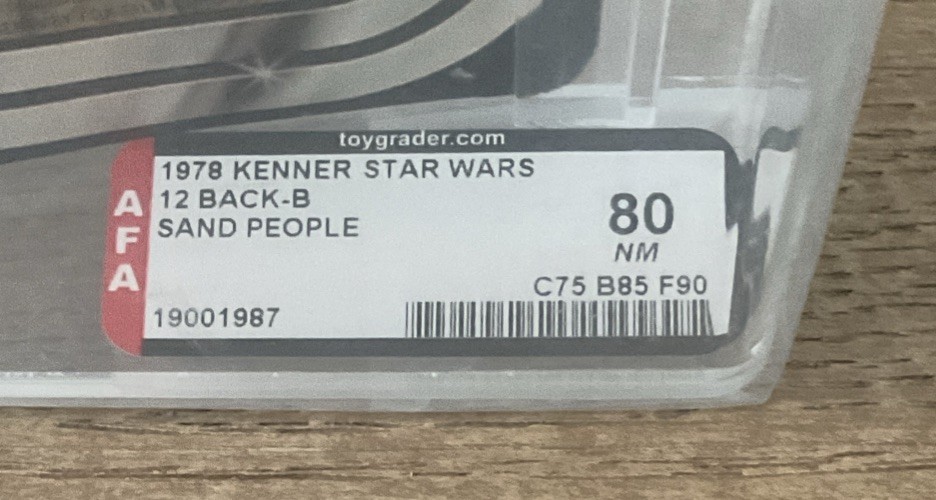 toygrader.com
AFA
1978 KENNER STAR WARS
12 BACK-B
SAND PEOPLE
80
NM
C75 B85 F90
19001987